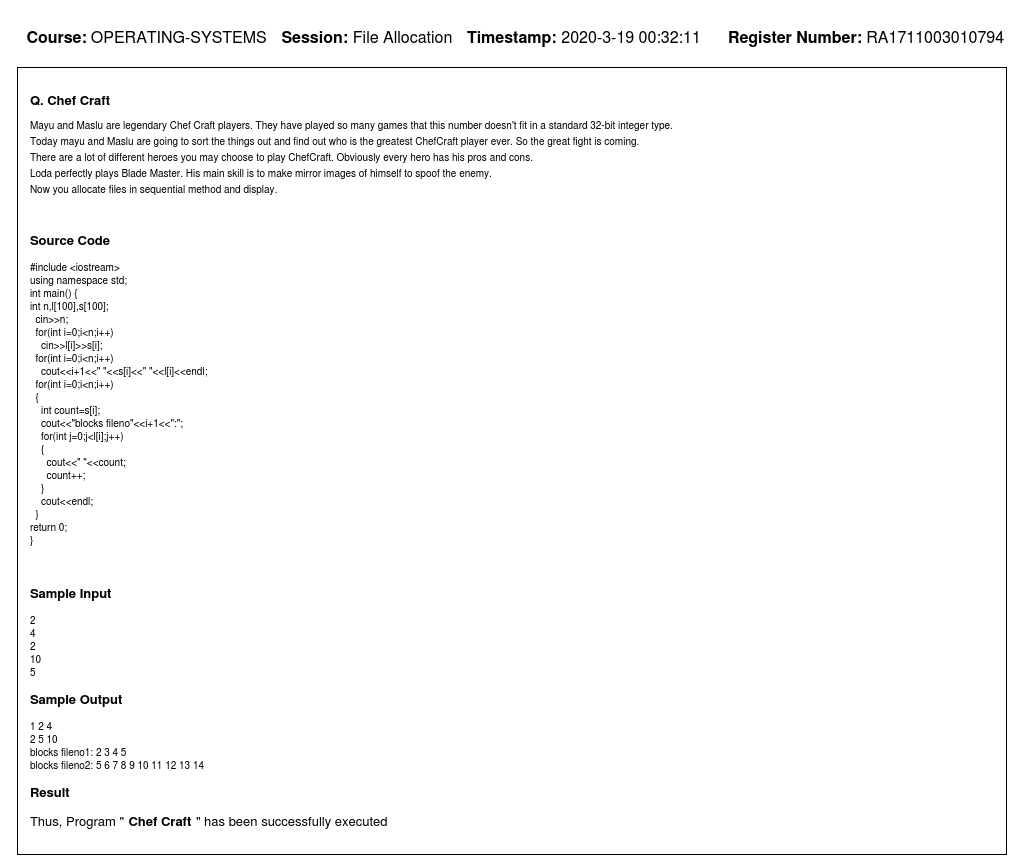 Course: OPERATING-SYSTEMS Session: File Allocation Timestamp: 2020-3-19 00:32:11 Register Number: RA1711003010794
Q. Chef Craft
Mayu and Maslu are legendary Chef Craft players. They have played so many games that this number doesn't fit in a standard 32-bit integer type.
Today mayu and Maslu are going to sort the things out and find out who is the greatest ChefCraft player ever. So the great fight is coming.
There are a lot of different heroes you may choose to play ChefCraft. Obviously every hero has his pros and cons.
Loda perfectly plays Blade Master. His main skill is to make mirror images of himself to spoof the enemy.
Now you allocate files in sequential method and display.
Source Code
#include <iostream>
using namespace std;
int main() {
int n,l[100],s[100];
  cin>>n;
  for(int i=0;i<n;i++)
    cin>>l[i]>>s[i];
  for(int i=0;i<n;i++)
    cout<<i+1<<" "<<s[i]<<" "<<l[i]<<endl;
  for(int i=0;i<n;i++)
  {
    int count=s[i];
    cout<<"blocks fileno"<<i+1<<":";
    for(int j=0;j<l[i];j++)
    {
      cout<<" "<<count;
      count++;
    }
    cout<<endl;
  }
return 0;
}
Sample Input
2
4
2
10
5
Sample Output
1 2 4
2 5 10
blocks fileno1: 2 3 4 5
blocks fileno2: 5 6 7 8 9 10 11 12 13 14
Result
Thus, Program " Chef Craft " has been successfully executed